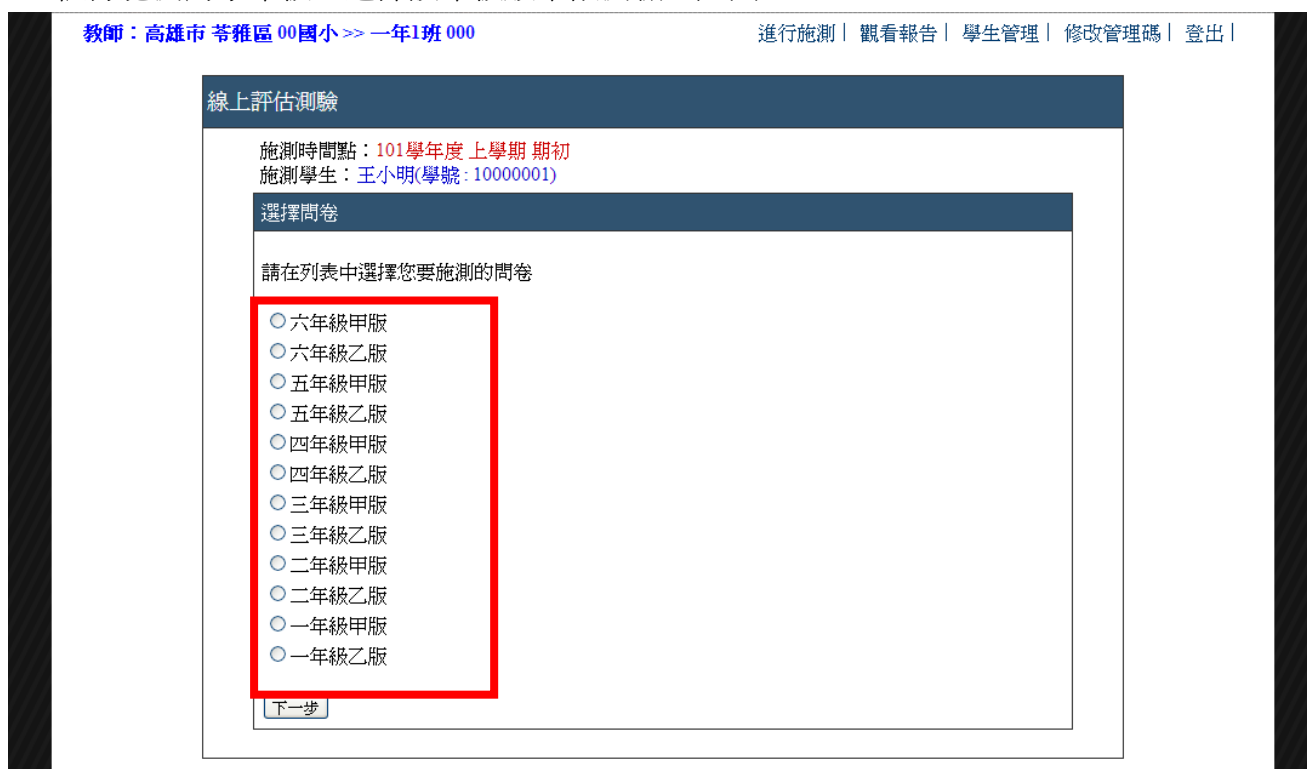 教師：高雄市 苓雅區 00國小 >> 一年1班 000
進行施測| 觀看報告| 學生管理| 修改管理碼| 登出|
線上評估測驗
施測時間點：101學年度 上學期 期初
施測學生：王小明(學號 : 10000001)
選擇問卷
請在列表中選擇您要施測的問卷
六年級甲版
六年級乙版
五年級甲版
五年級乙版
四年級甲版
四年級乙版
三年級甲版
三年級乙版
二年級甲版
二年級乙版
一年級甲版
一年級乙版
下一步